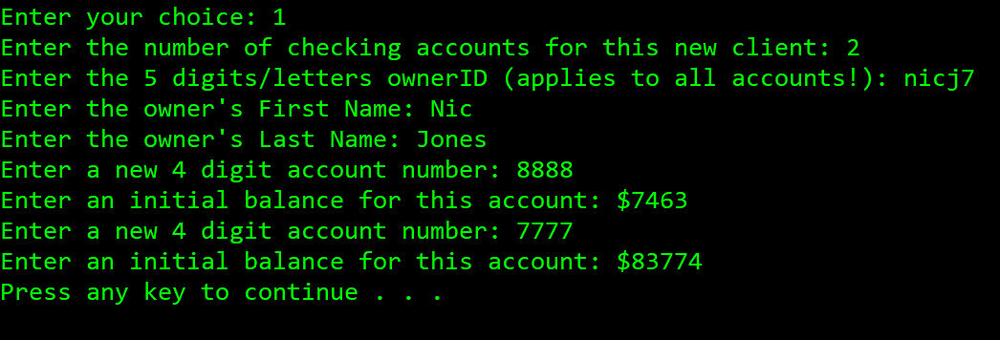 Enter your choice: 1
Enter the number of checking accounts for this new client: 2
Enter the 5 digits/letters ownerID (applies to all accounts!): nicj7
Enter the owner's First Name: Nic
Enter the owner's Last Name: Jones
Enter a new 4 digit account number: 8888
Enter an initial balance for this account: $7463
Enter a new 4 digit account number: 7777
Enter an initial balance for this account: $83774
Press any key to continue . . .